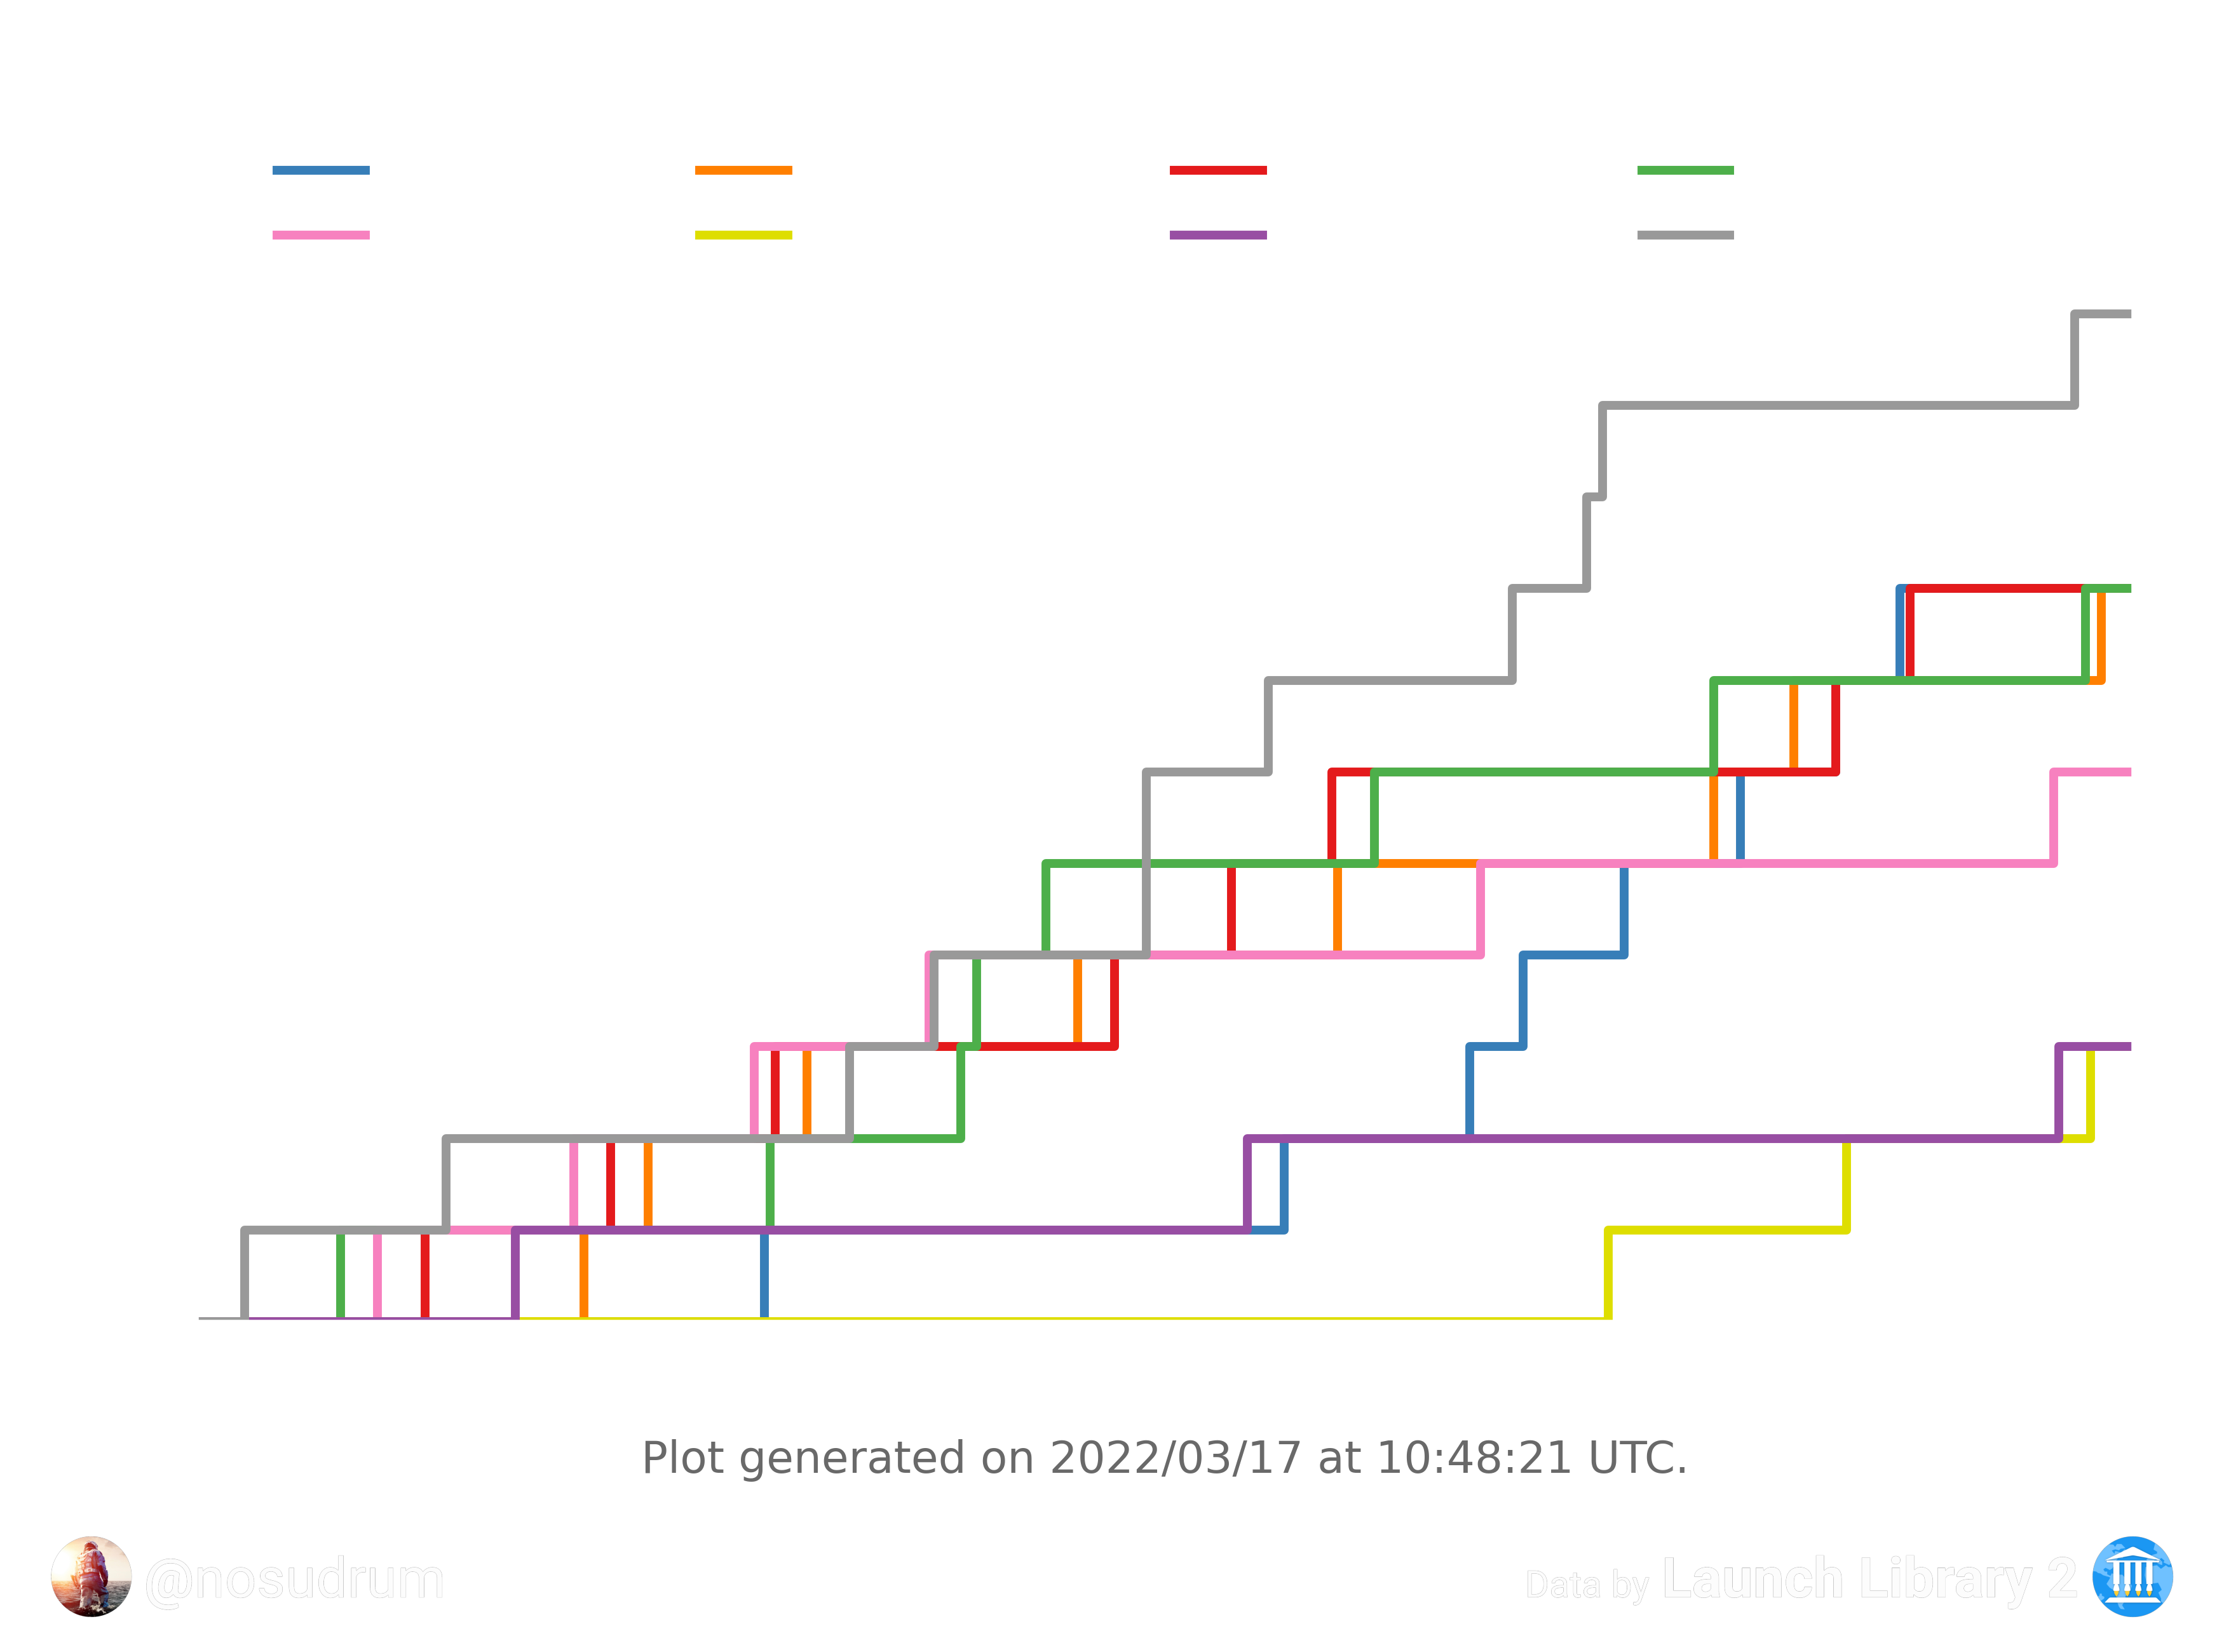 Plot generated on 2022/03/17 at 10:48:21 UTC.
@nosudrum
Data by Launch Library 2